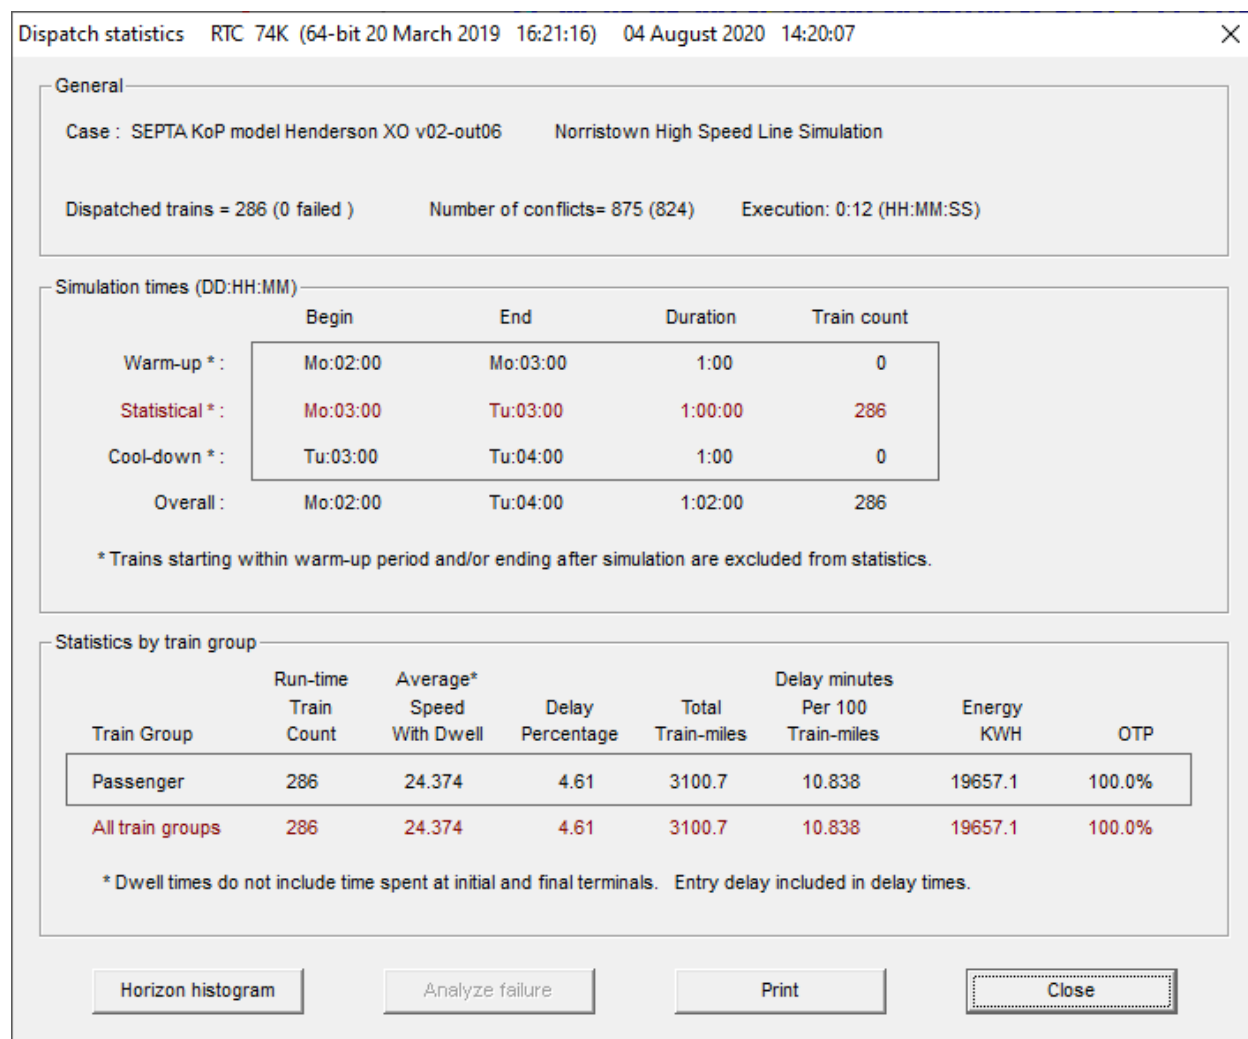 Dispatch statistics RTC 74K (64-bit 20 March 2019 16:21:16) 04 August 2020 14:20:07
General
Case : SEPTA KoP model Henderson XO v02-out06 Norristown High Speed Line Simulation
Dispatched trains = 286 (0 failed ) Number of conflicts= 875 (824) Execution: 0:12 (HH:MM:SS)
Simulation times (DD:HH:MM)
Begin End Duration Train count
Warm-up * : Mo:02:00 Mo:03:00 1:00 0
Statistical * : Mo:03:00 Tu:03:00 1:00:00 286
Cool-down * : Tu:03:00 Tu:04:00 1:00 0
Overall : Mo:02:00 Tu:04:00 1:02:00 286
* Trains starting within warm-up period and/or ending after simulation are excluded from statistics.
Statistics by train group
Run-time Average* Delay minutes
Train Speed Delay Total Per 100 Energy
Train Group Count With Dwell Percentage Train-miles Train-miles KWH OTP
Passenger 286 24.374 4.61 3100.7 10.838 19657.1 100.0%
All train groups 286 24.374 4.61 3100.7 10.838 19657.1 100.0%
* Dwell times do not include time spent at initial and final terminals. Entry delay included in delay times.
Horizon histogram Analyze failure Print Close